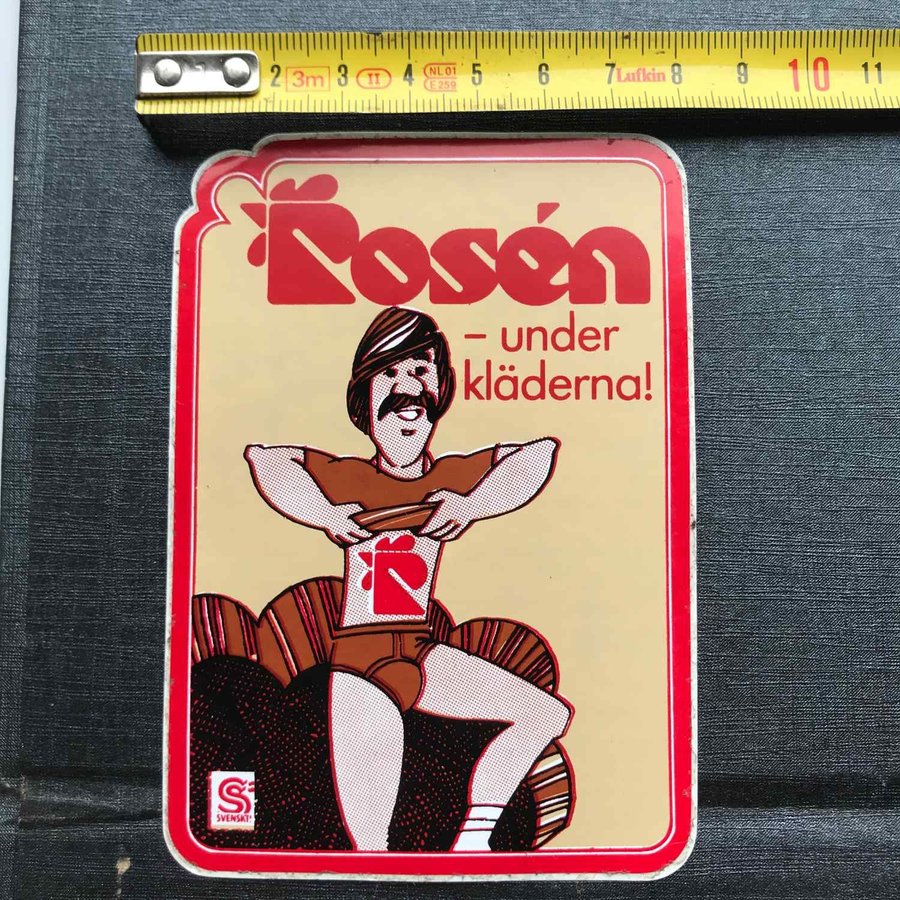 2 3m 3 II 4 NL 01 5 6 7 Lufkin 8 9 10 11
E 259
Rosén
– under
kläderna!
R
S
SVENSKT